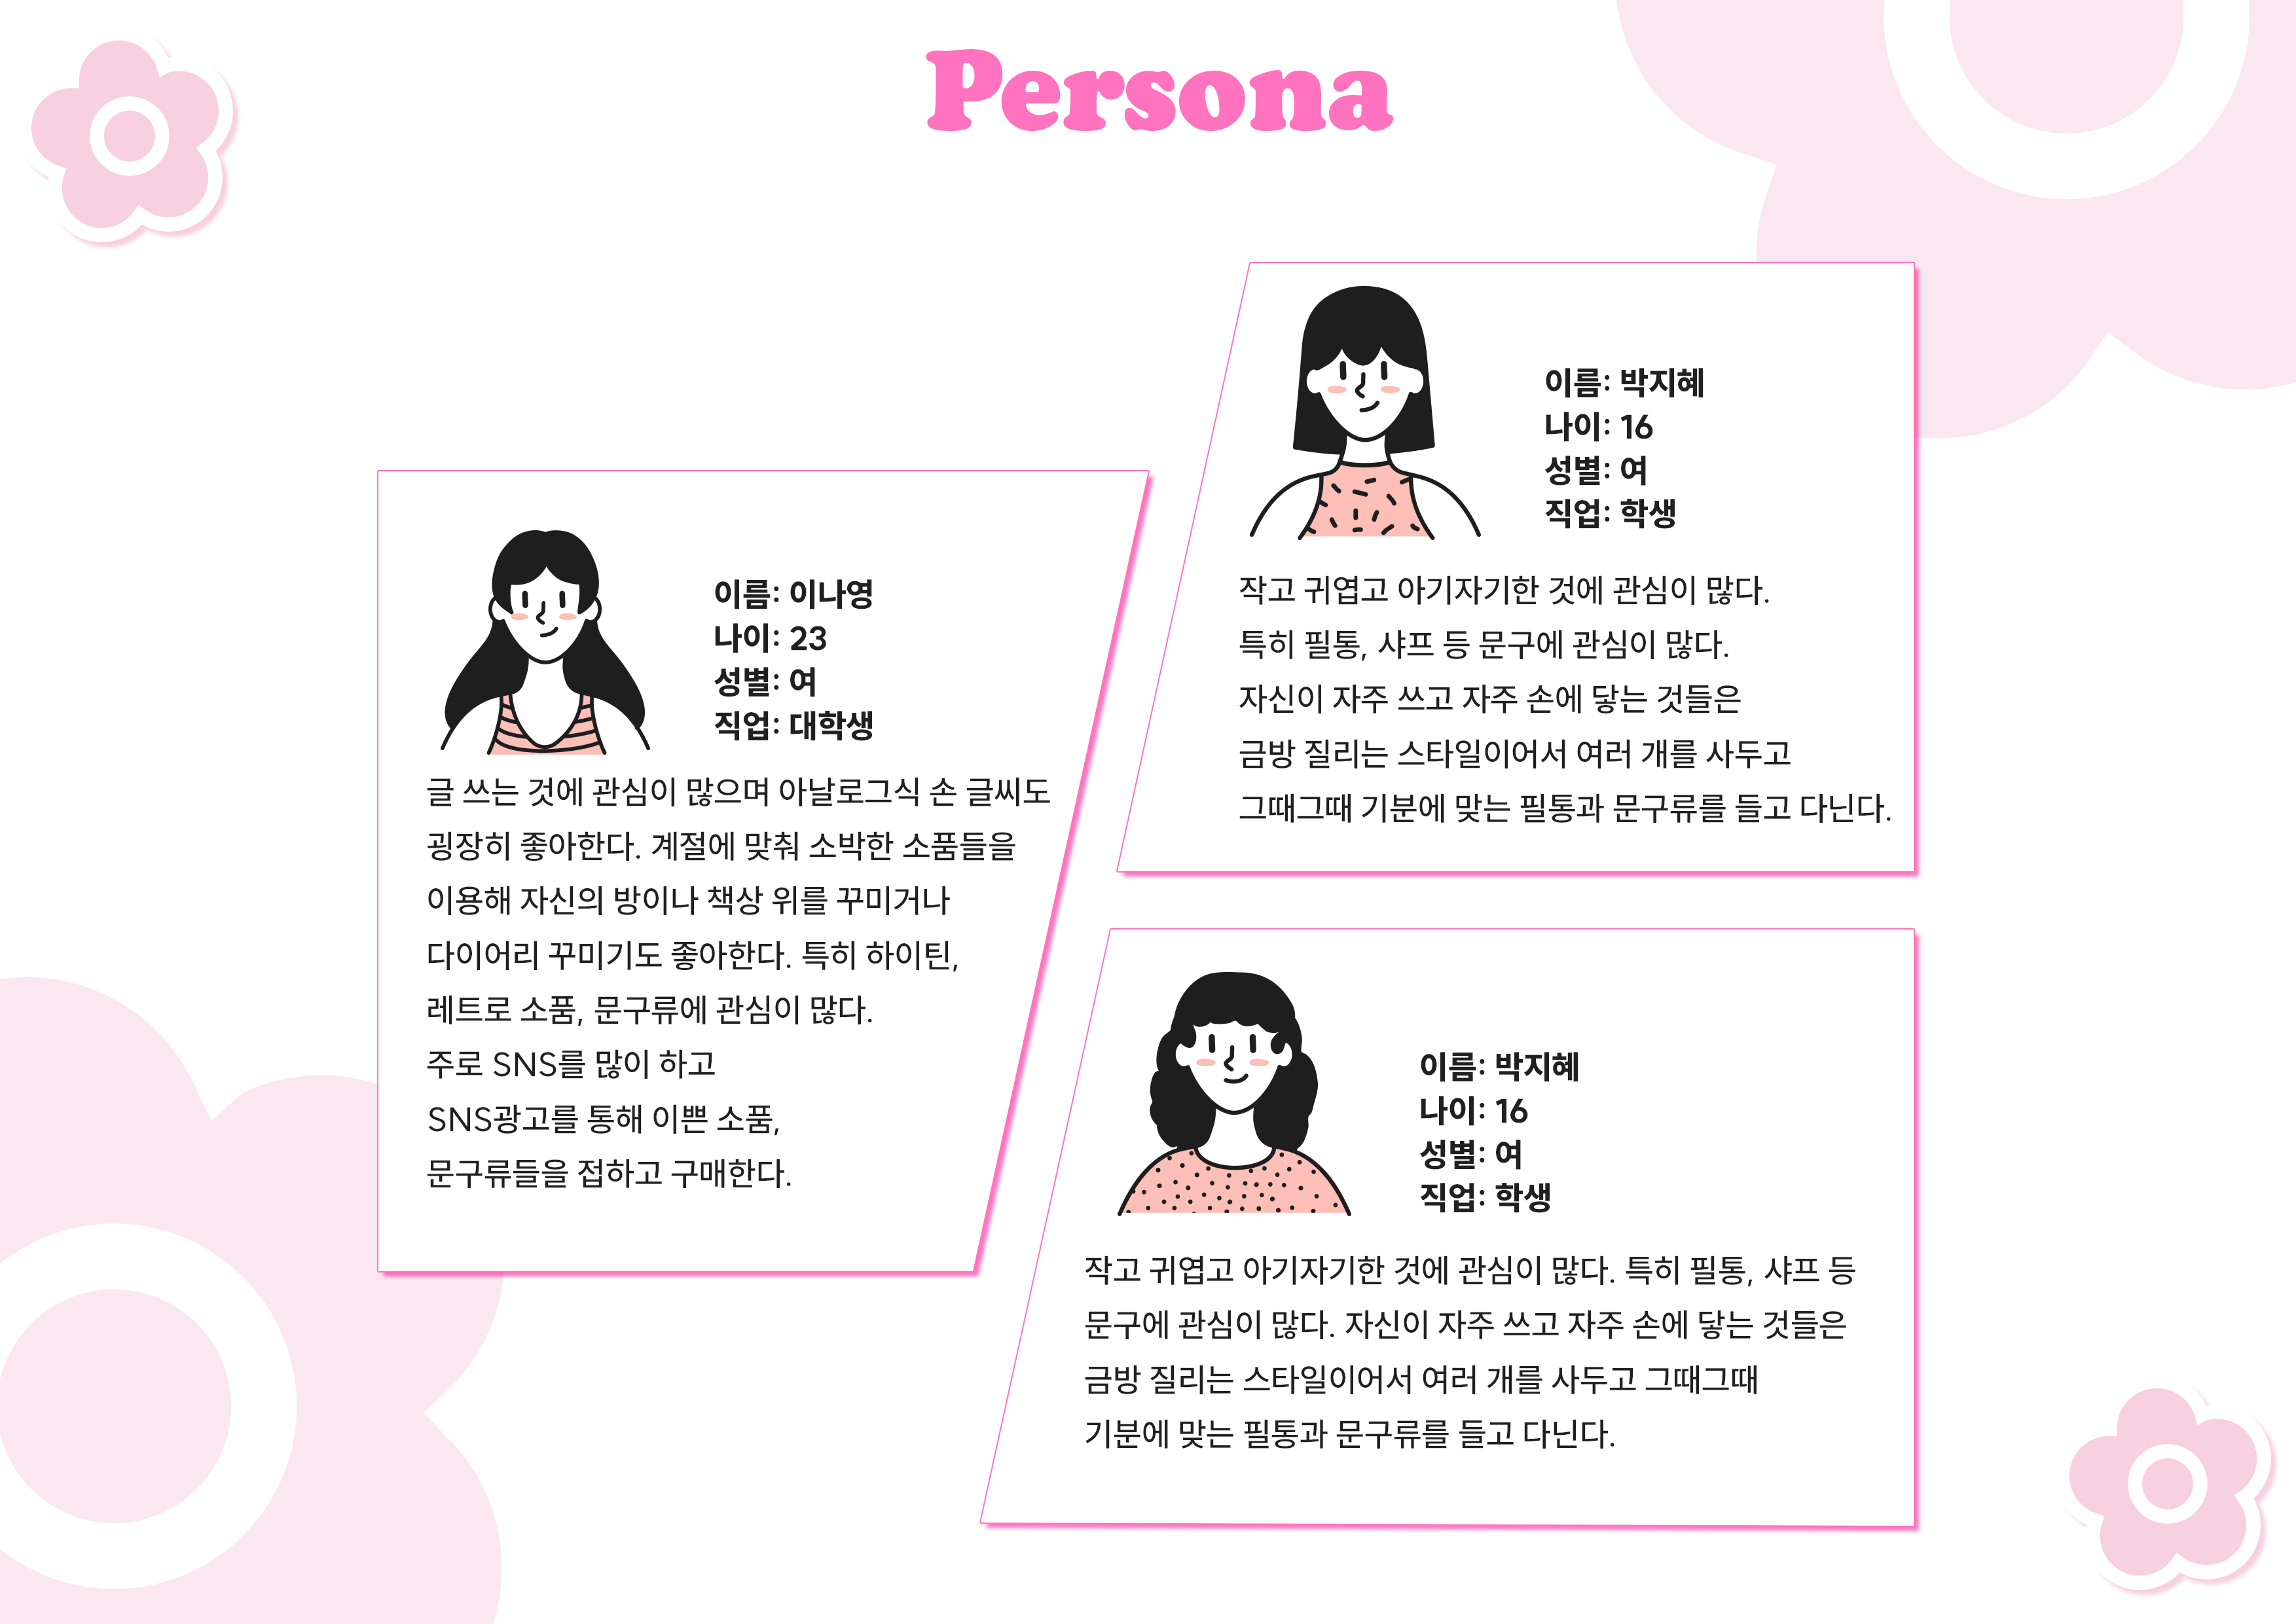 Persona
이름: 이나영
나이: 23
성별: 여
직업: 대학생
글 쓰는 것에 관심이 많으며 아날로그식 손 글씨도
굉장히 좋아한다. 계절에 맞춰 소박한 소품들을
이용해 자신의 방이나 책상 위를 꾸미거나
다이어리 꾸미기도 좋아한다. 특히 하이틴,
레트로 소품, 문구류에 관심이 많다.
주로 SNS를 많이 하고
SNS광고를 통해 이쁜 소품,
문구류들을 접하고 구매한다.
이름: 박지혜
나이: 16
성별: 여
직업: 학생
작고 귀엽고 아기자기한 것에 관심이 많다.
특히 필통, 샤프 등 문구에 관심이 많다.
자신이 자주 쓰고 자주 손에 닿는 것들은
금방 질리는 스타일이어서 여러 개를 사두고
그때그때 기분에 맞는 필통과 문구류를 들고 다닌다.
이름: 박지혜
나이: 16
성별: 여
직업: 학생
작고 귀엽고 아기자기한 것에 관심이 많다. 특히 필통, 샤프 등
문구에 관심이 많다. 자신이 자주 쓰고 자주 손에 닿는 것들은
금방 질리는 스타일이어서 여러 개를 사두고 그때그때
기분에 맞는 필통과 문구류를 들고 다닌다.